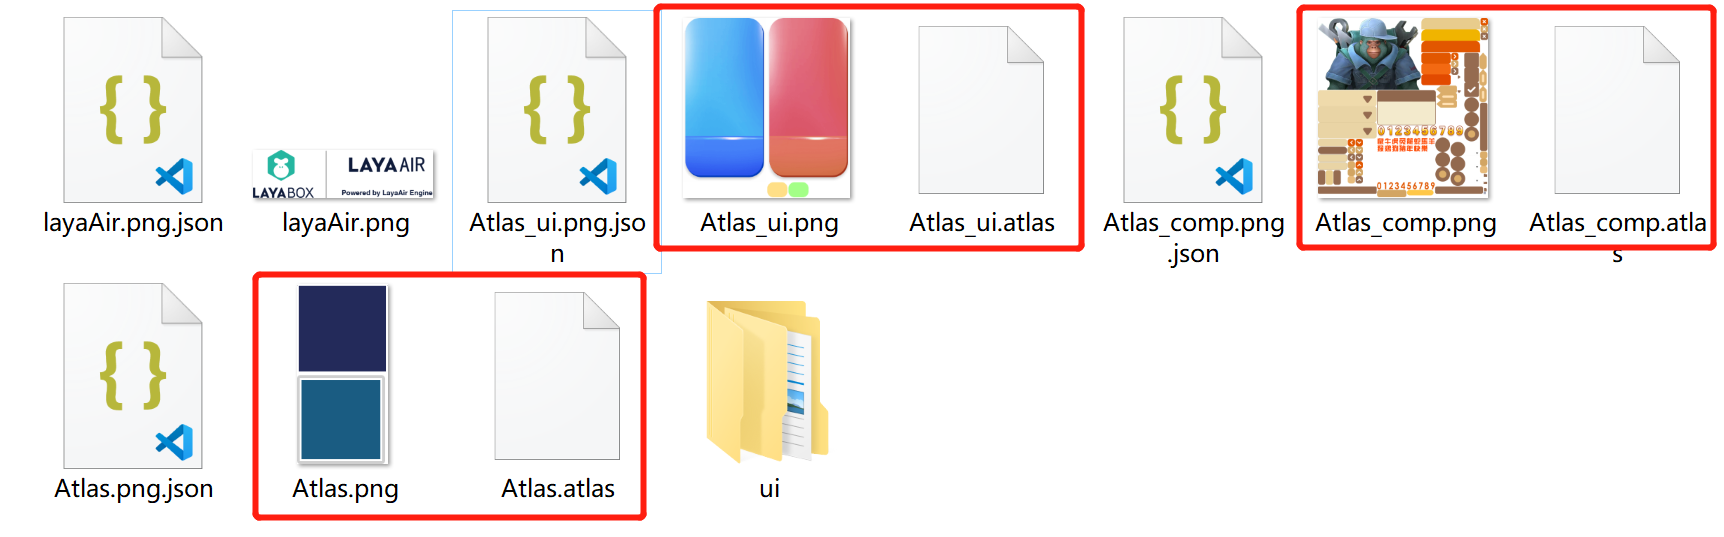 LAYABOX
LAYAAIR
Powered by LayaAir Engine
0123456789
0123456789
layaAir.png.json
layaAir.png
Atlas_ui.png.jso
n
Atlas_ui.png
Atlas_ui.atlas
Atlas_comp.png
.json
Atlas_comp.png
Atlas_comp.atla
s
Atlas.png.json
Atlas.png
Atlas.atlas
ui